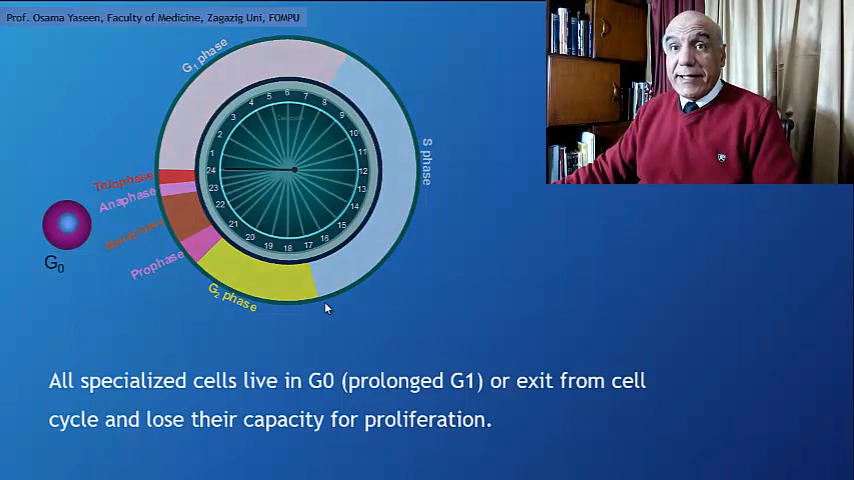 Prof. Osama Yaseen, Faculty of Medicine, Zagazig Uni, FOMPU
G1 phase
S phase
G2 phase
Prophase
Metaphase
Anaphase
Telophase
G0
1
2
3
4
5
6
7
8
9
10
11
12
13
14
15
16
17
18
19
20
21
22
23
24
All specialized cells live in G0 (prolonged G1) or exit from cell
cycle and lose their capacity for proliferation.